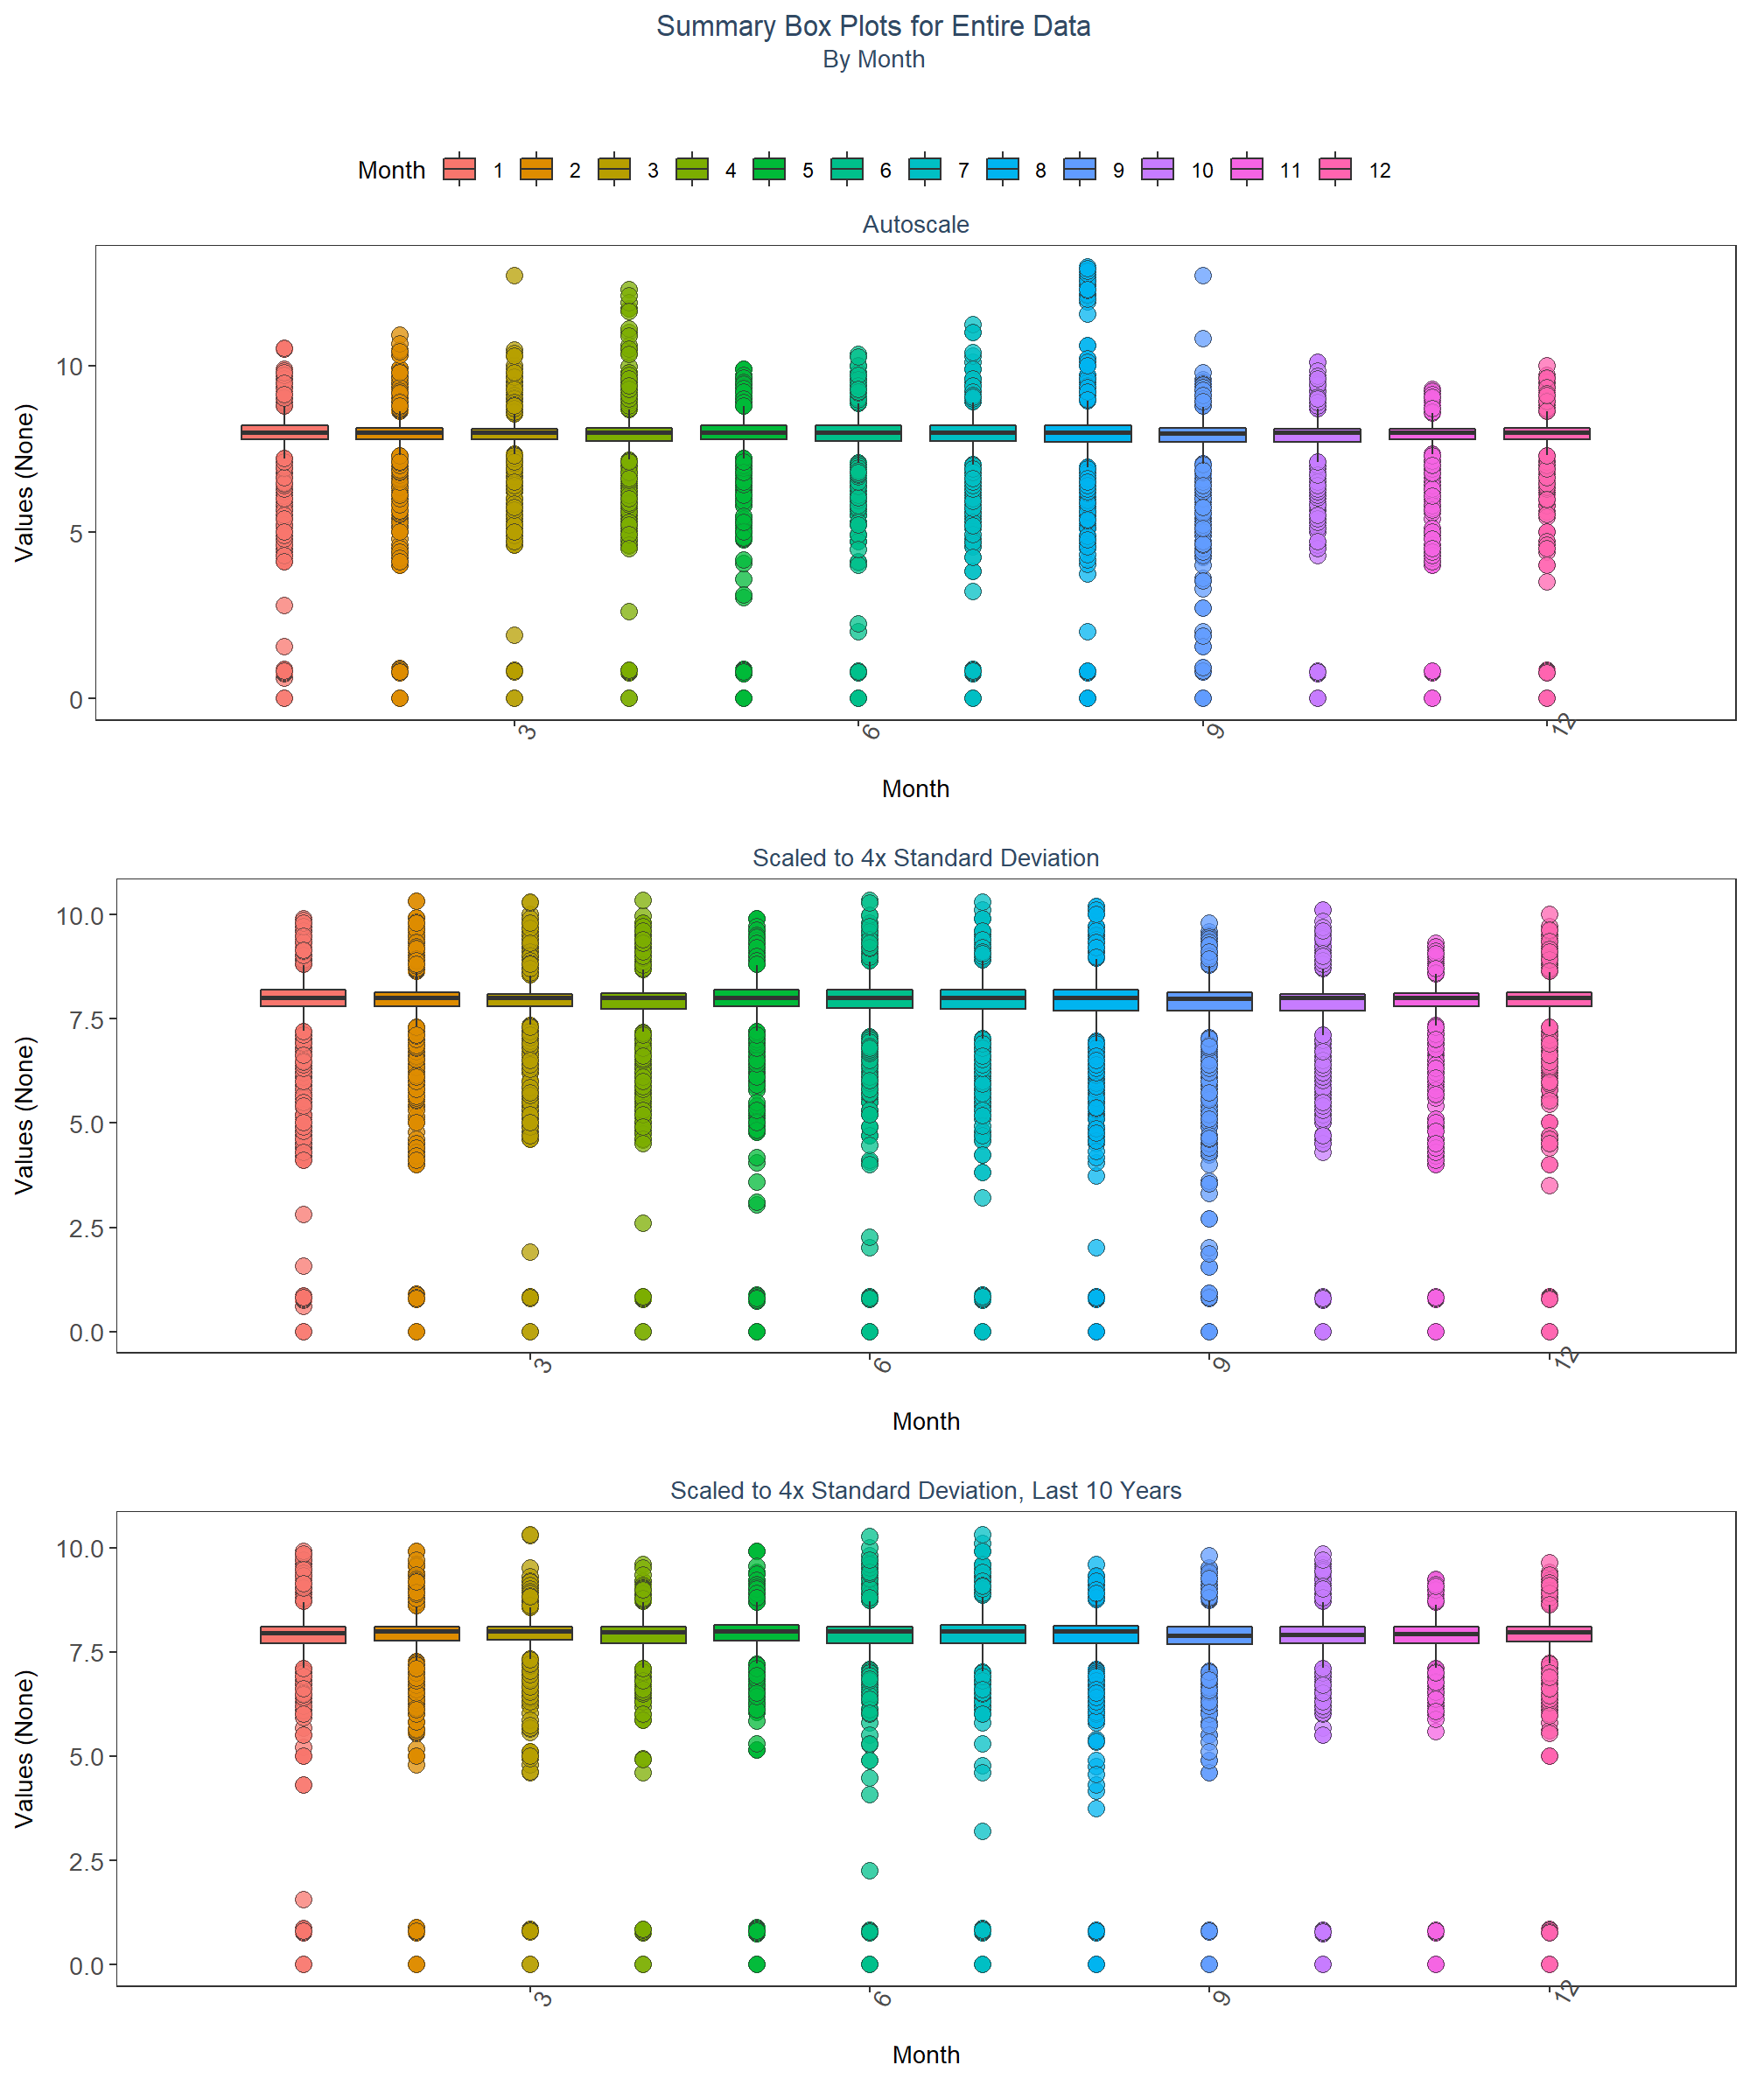 Summary Box Plots for Entire Data
By Month
Month 1 2 3 4 5 6 7 8 9 10 11 12
Autoscale
Values (None)
10
5
0
3 6 9 12
Month
Scaled to 4x Standard Deviation
Values (None)
10.0
7.5
5.0
2.5
0.0
3 6 9 12
Month
Scaled to 4x Standard Deviation, Last 10 Years
Values (None)
10.0
7.5
5.0
2.5
0.0
3 6 9 12
Month